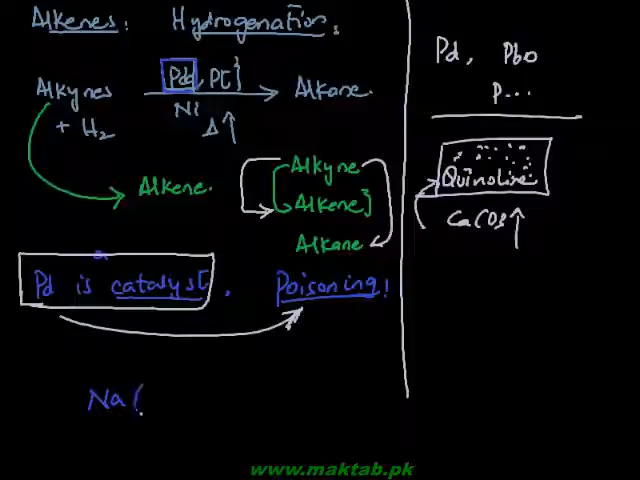 Alkenes: Hydrogenation:
Alkynes + H2
Pd, Pt}
Ni
Δ↑
Alkane.
Alkene.
Alkyne
Alkene}
Alkane
Pd is catalyst.
Poisoning!
Na(
Pd, Pbo
P...
Quinoline
CaCO3↑
www.maktab.pk